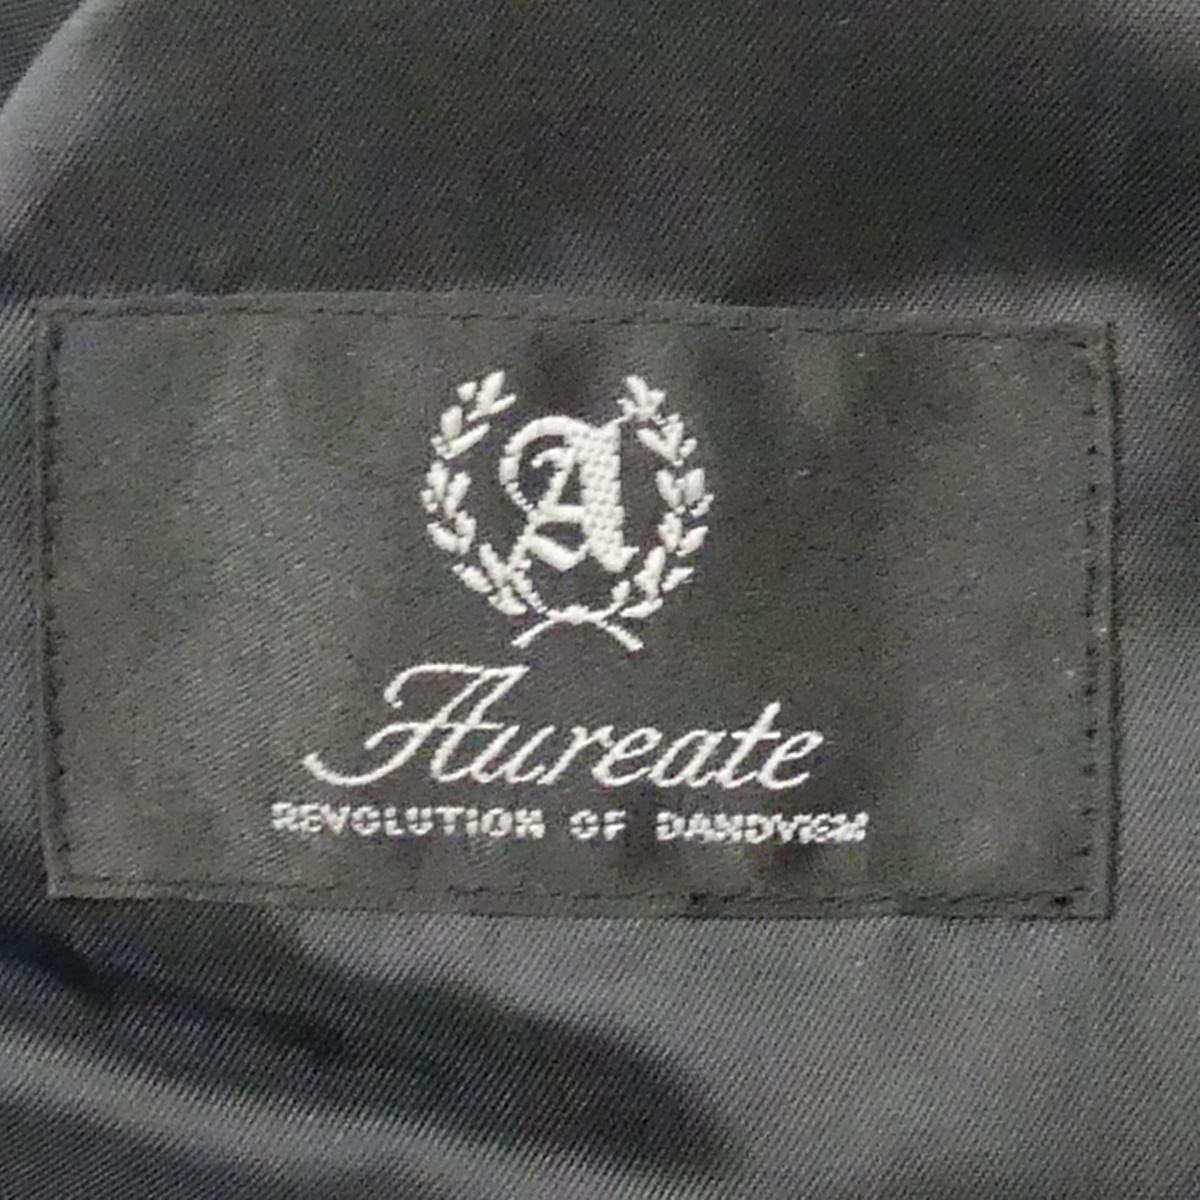 A
Aureate
REVOLUTION OF DANDYISM